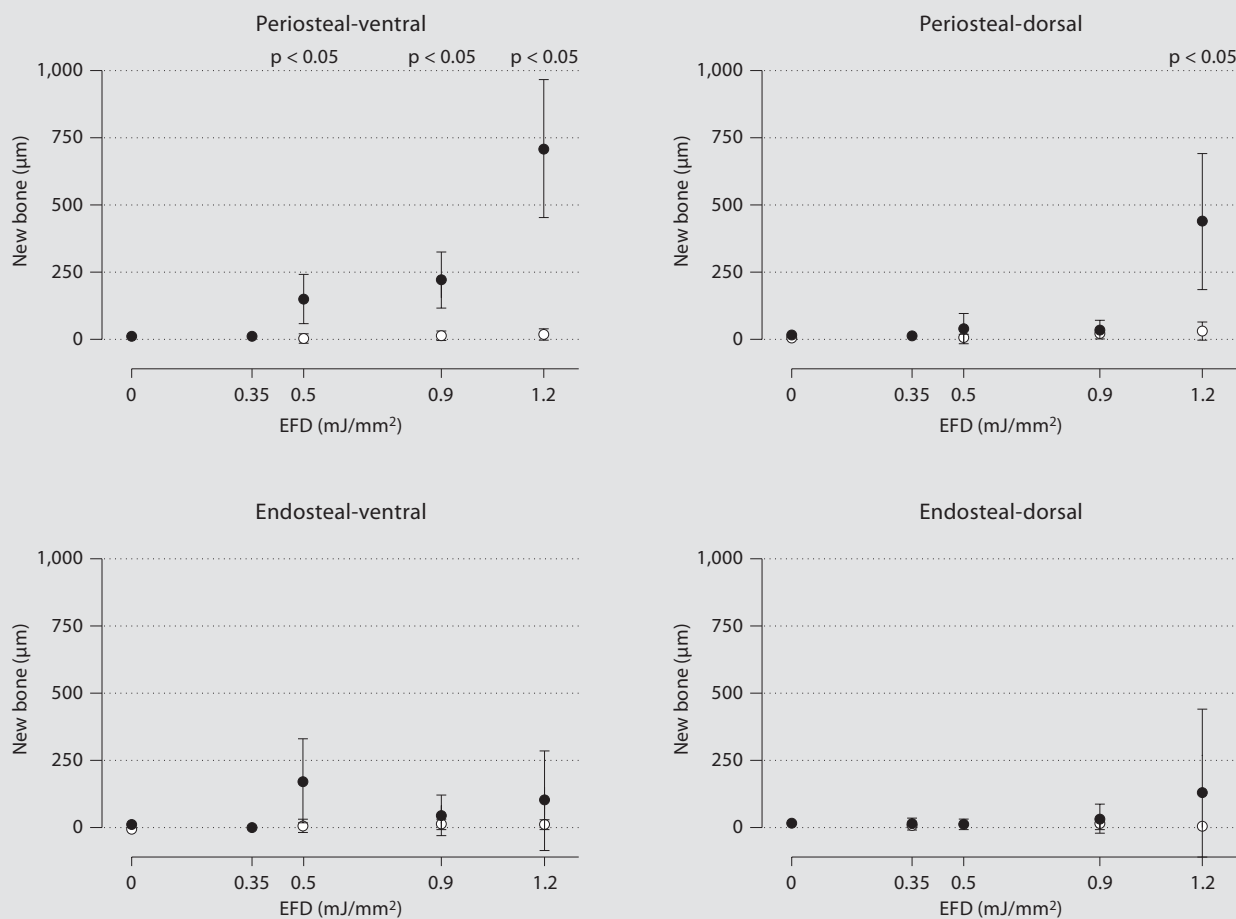 Periosteal-ventral
p < 0.05 p < 0.05 p < 0.05
1,000
750
500
250
0
New bone (µm)
0 0.35 0.5 0.9 1.2
EFD (mJ/mm²)
Periosteal-dorsal
p < 0.05
1,000
750
500
250
0
New bone (µm)
0 0.35 0.5 0.9 1.2
EFD (mJ/mm²)
Endosteal-ventral
1,000
750
500
250
0
New bone (µm)
0 0.35 0.5 0.9 1.2
EFD (mJ/mm²)
Endosteal-dorsal
1,000
750
500
250
0
New bone (µm)
0 0.35 0.5 0.9 1.2
EFD (mJ/mm²)